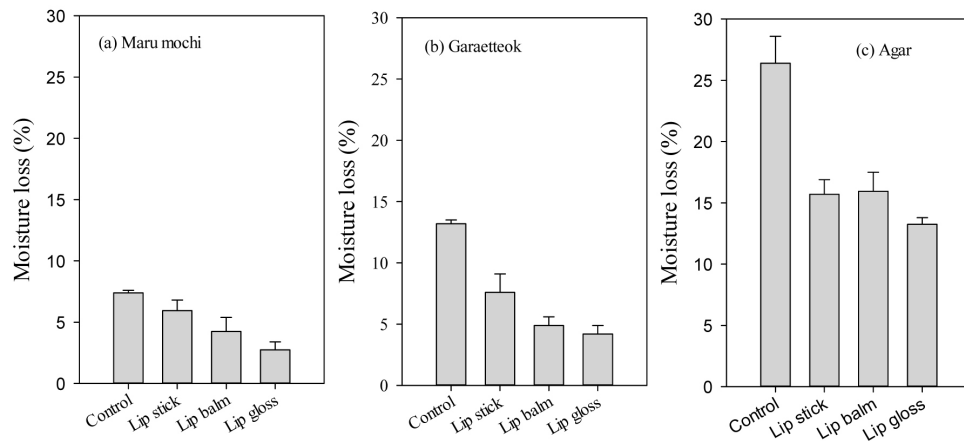 (a) Maru mochi
Moisture loss (%)
30
25
20
15
10
5
0
Control
Lip stick
Lip balm
Lip gloss
(b) Garaetteok
Moisture loss (%)
30
25
20
15
10
5
0
Control
Lip stick
Lip balm
Lip gloss
(c) Agar
Moisture loss (%)
30
25
20
15
10
5
0
Control
Lip stick
Lip balm
Lip gloss